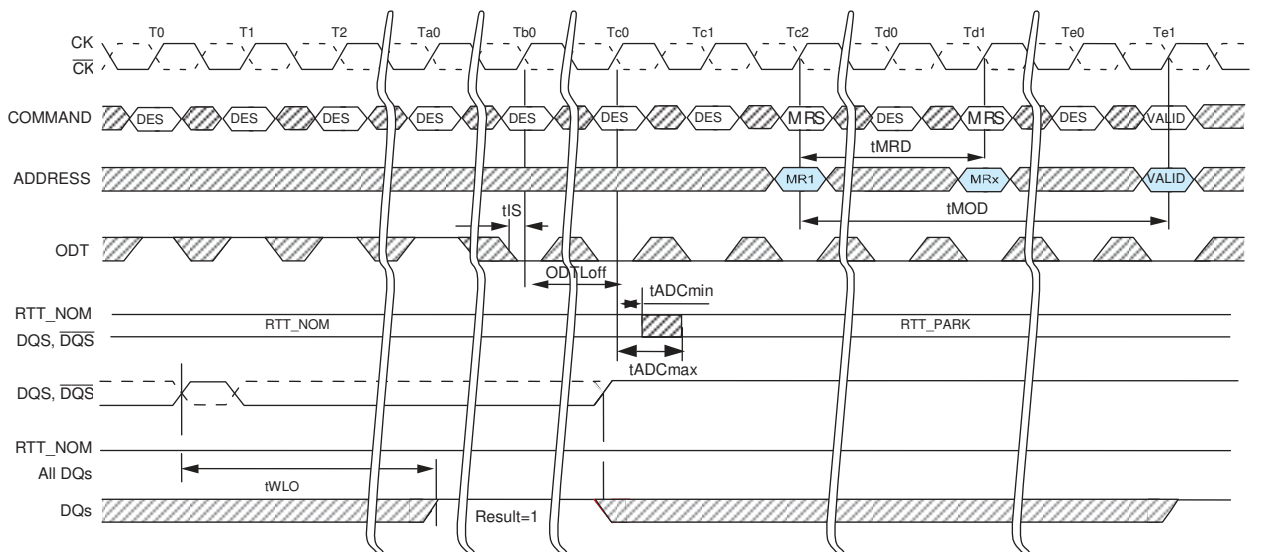 T0 T1 T2 Ta0 Tb0 Tc0 Tc1 Tc2 Td0 Td1 Te0 Te1
CK
CK
COMMAND DES DES DES DES DES DES DES MRS DES MRS DES VALID
tMRD
ADDRESS MR1 MRx VALID
tIS tMOD
ODT
ODTLoff
tADCmin
RTT_NOM
RTT_NOM RTT_PARK
DQS, DQS
tADCmax
DQS, DQS
RTT_NOM
All DQs
tWLO
DQs Result=1